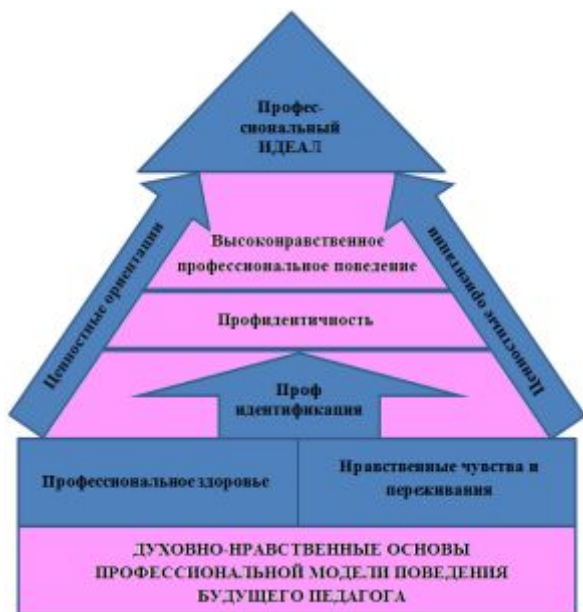 Профес-
сиональный
ИДЕАЛ
Ценностные ориентации
Ценностные ориентации
Высоконравственное
профессиональное поведение
Профидентичность
Проф
идентификация
Профессиональное здоровье
Нравственные чувства и
переживания
ДУХОВНО-НРАВСТВЕННЫЕ ОСНОВЫ
ПРОФЕССИОНАЛЬНОЙ МОДЕЛИ ПОВЕДЕНИЯ
БУДУЩЕГО ПЕДАГОГА